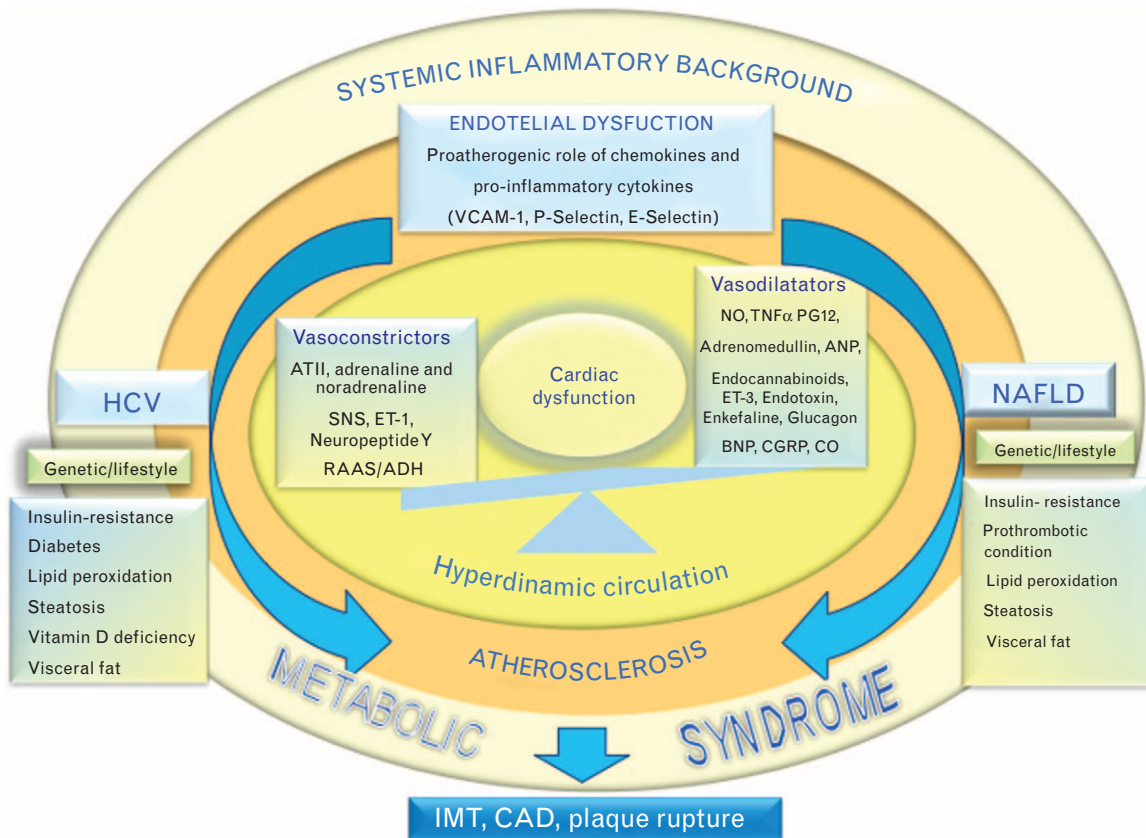 SYSTEMIC INFLAMMATORY BACKGROUND
ENDOTELIAL DYSFUCTION
Proatherogenic role of chemokines and
pro-inflammatory cytokines
(VCAM-1, P-Selectin, E-Selectin)
Vasoconstrictors
ATII, adrenaline and
noradrenaline
SNS, ET-1,
Neuropeptide Y
RAAS/ADH
Cardiac
dysfunction
Vasodilatators
NO, TNFα PG12,
Adrenomedullin, ANP,
Endocannabinoids,
ET-3, Endotoxin,
Enkefaline, Glucagon
BNP, CGRP, CO
HCV
Genetic/lifestyle
Insulin-resistance
Diabetes
Lipid peroxidation
Steatosis
Vitamin D deficiency
Visceral fat
NAFLD
Genetic/lifestyle
Insulin- resistance
Prothrombotic
condition
Lipid peroxidation
Steatosis
Visceral fat
Hyperdinamic circulation
ATHEROSCLEROSIS
METABOLIC SYNDROME
IMT, CAD, plaque rupture